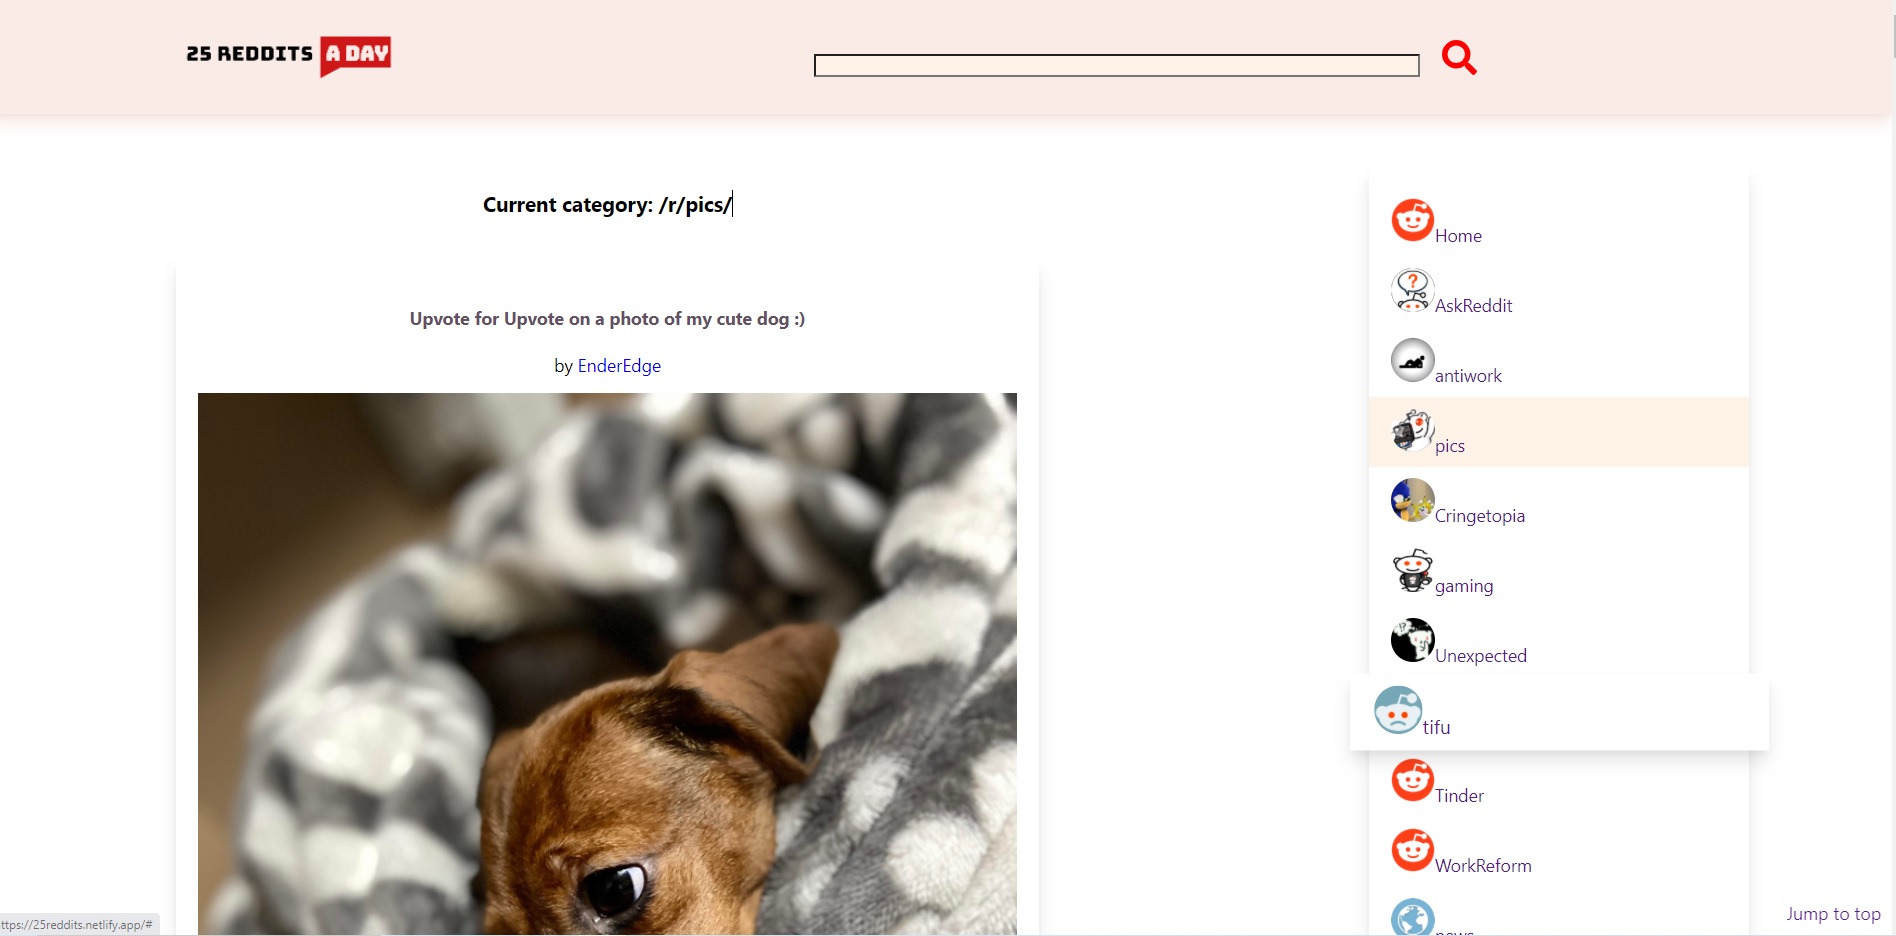 25 REDDITS A DAY
Current category: /r/pics/
Upvote for Upvote on a photo of my cute dog :)
by EnderEdge
Home
AskReddit
antiwork
pics
Cringetopia
gaming
Unexpected
tifu
Tinder
WorkReform
news
Jump to top
ttps://25reddits.netlify.app/#